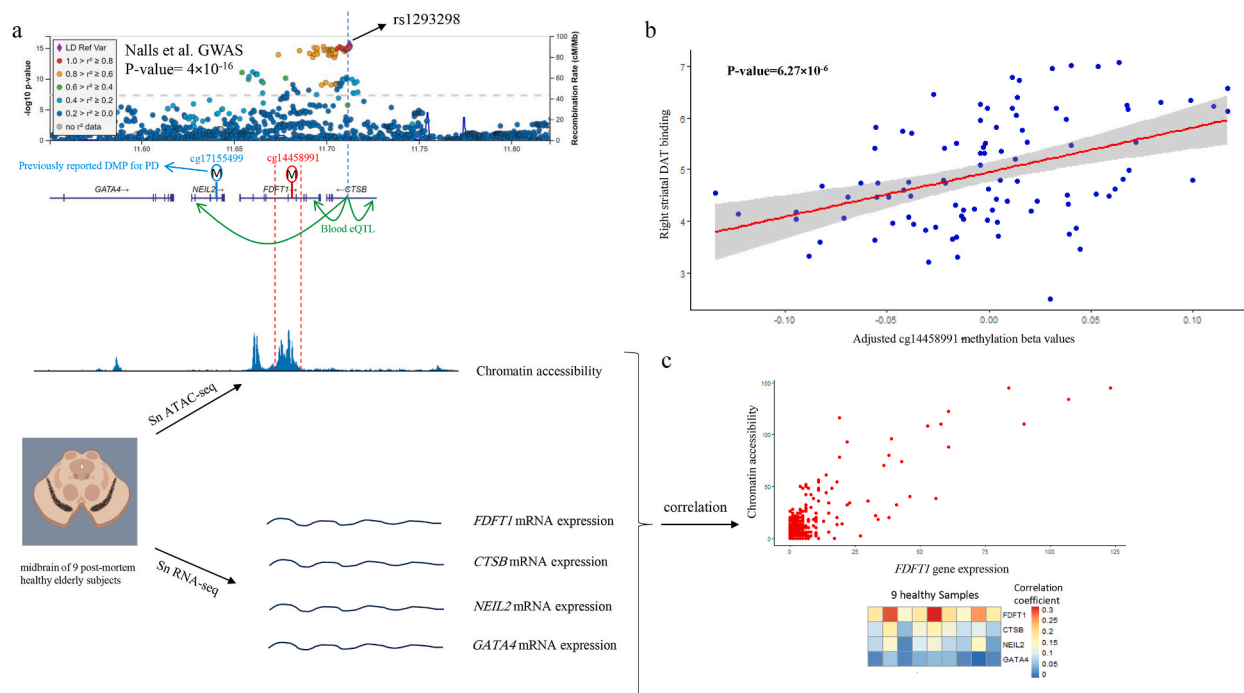 a
rs1293298
Nalls et al. GWAS
P-value= 4×10⁻¹⁶
LD Ref Var
1.0 > r² ≥ 0.8
0.8 > r² ≥ 0.6
0.6 > r² ≥ 0.4
0.4 > r² ≥ 0.2
0.2 > r² ≥ 0.0
no r² data
-log10 p-value
15
10
5
0
100
80
60
40
20
0
Recombination Rate (cM/Mb)
11.60
11.65
11.70
11.75
11.80
Previously reported DMP for PD
cg17155499
cg14458991
M
M
GATA4→
NEIL2→
FDFT1→
←CTSB
Blood eQTL
Chromatin accessibility
Sn ATAC-seq
Sn RNA-seq
midbrain of 9 post-mortem
healthy elderly subjects
FDFT1 mRNA expression
CTSB mRNA expression
NEIL2 mRNA expression
GATA4 mRNA expression
correlation
b
P-value=6.27×10⁻⁶
Right striatal DAT binding
7
6
5
4
3
-0.10
-0.05
0.00
0.05
0.10
Adjusted cg14458991 methylation beta values
c
Chromatin accessibility
150
100
50
0
0
25
50
75
100
125
FDFT1 gene expression
9 healthy Samples
Correlation
coefficient
FDFT1
CTSB
NEIL2
GATA4
0.3
0.25
0.2
0.15
0.1
0.05
0